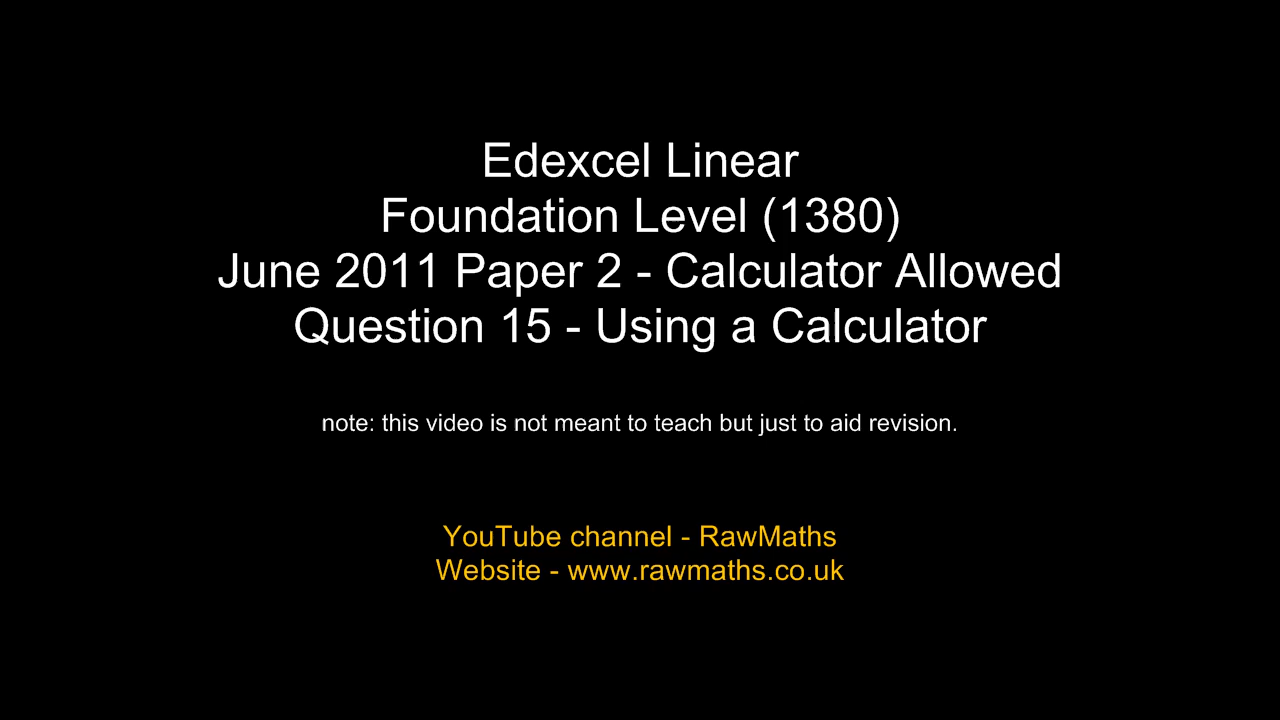 Edexcel Linear
Foundation Level (1380)
June 2011 Paper 2 - Calculator Allowed
Question 15 - Using a Calculator
note: this video is not meant to teach but just to aid revision.
YouTube channel - RawMaths
Website - www.rawmaths.co.uk